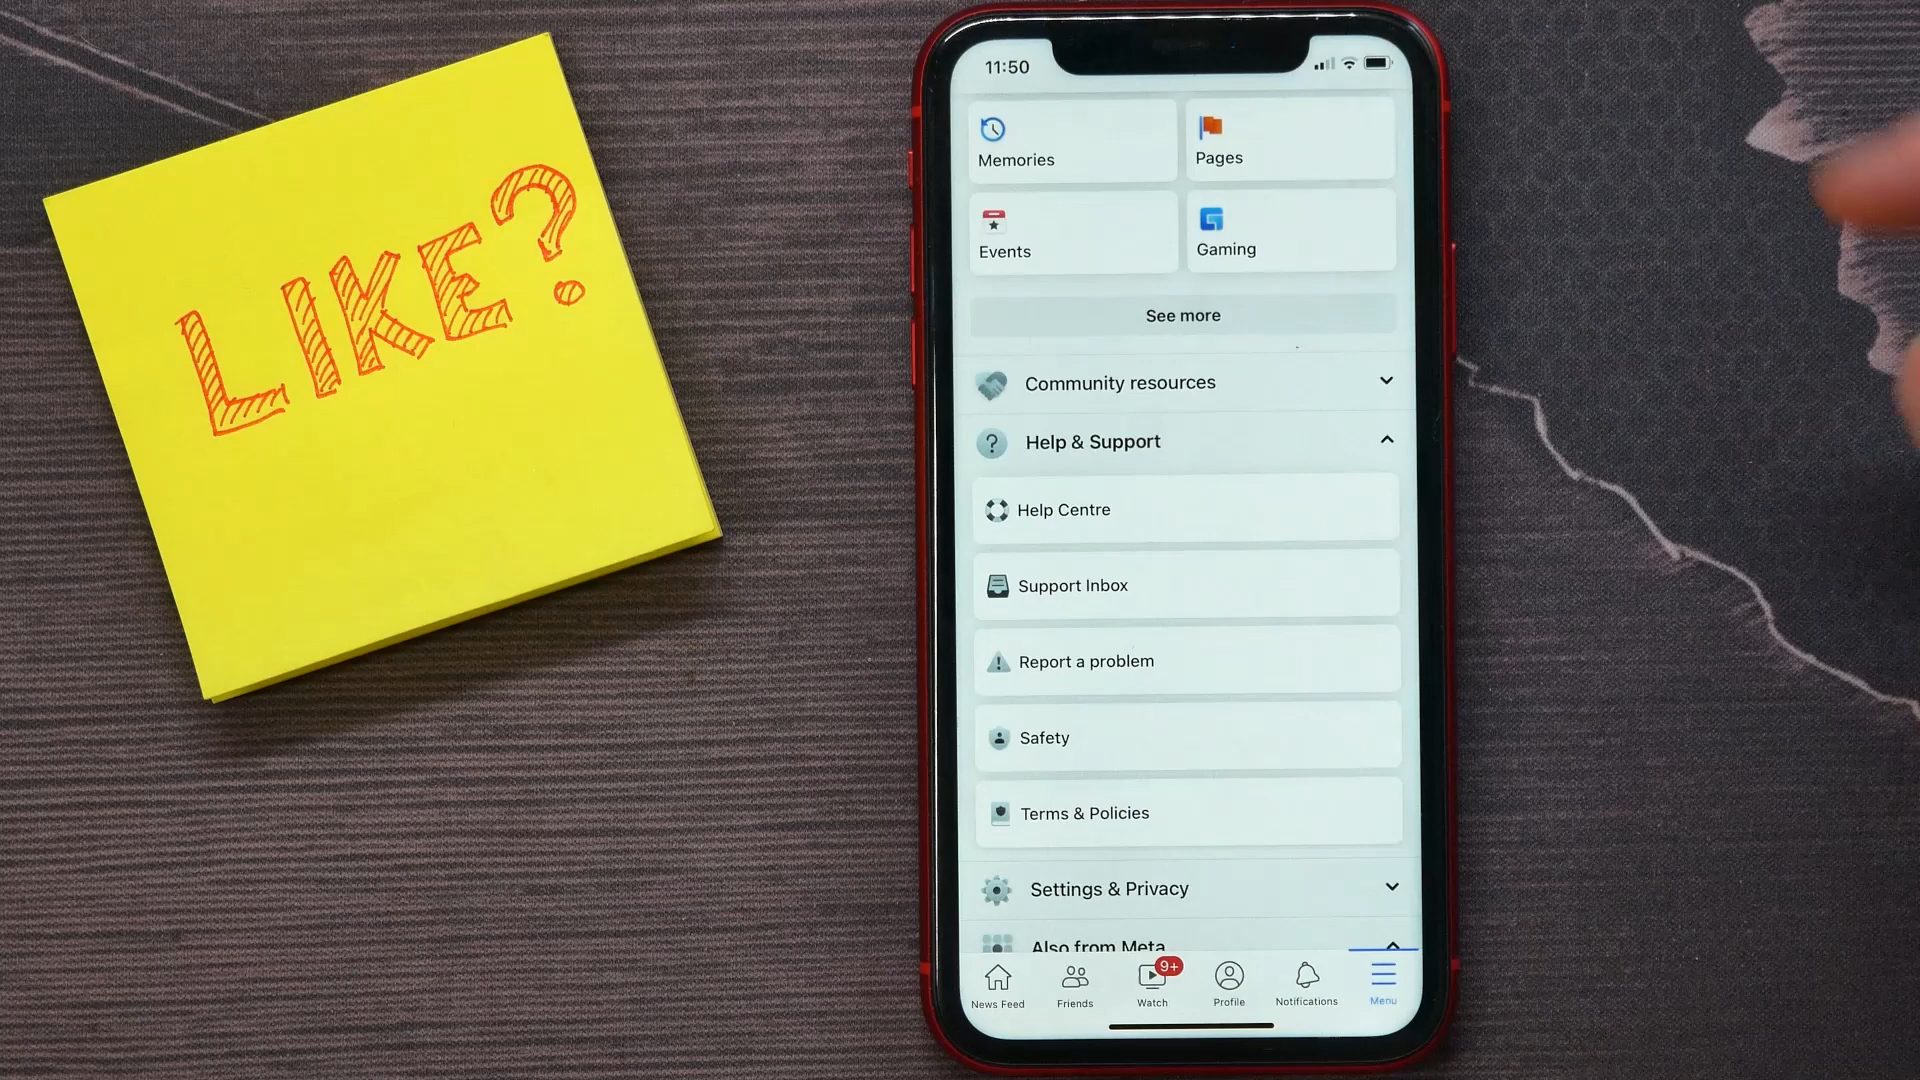 LIKE?
11:50
Memories
Pages
Events
Gaming
See more
Community resources
Help & Support
Help Centre
Support Inbox
Report a problem
Safety
Terms & Policies
Settings & Privacy
Also from Meta
9+
News Feed
Friends
Watch
Profile
Notifications
Menu